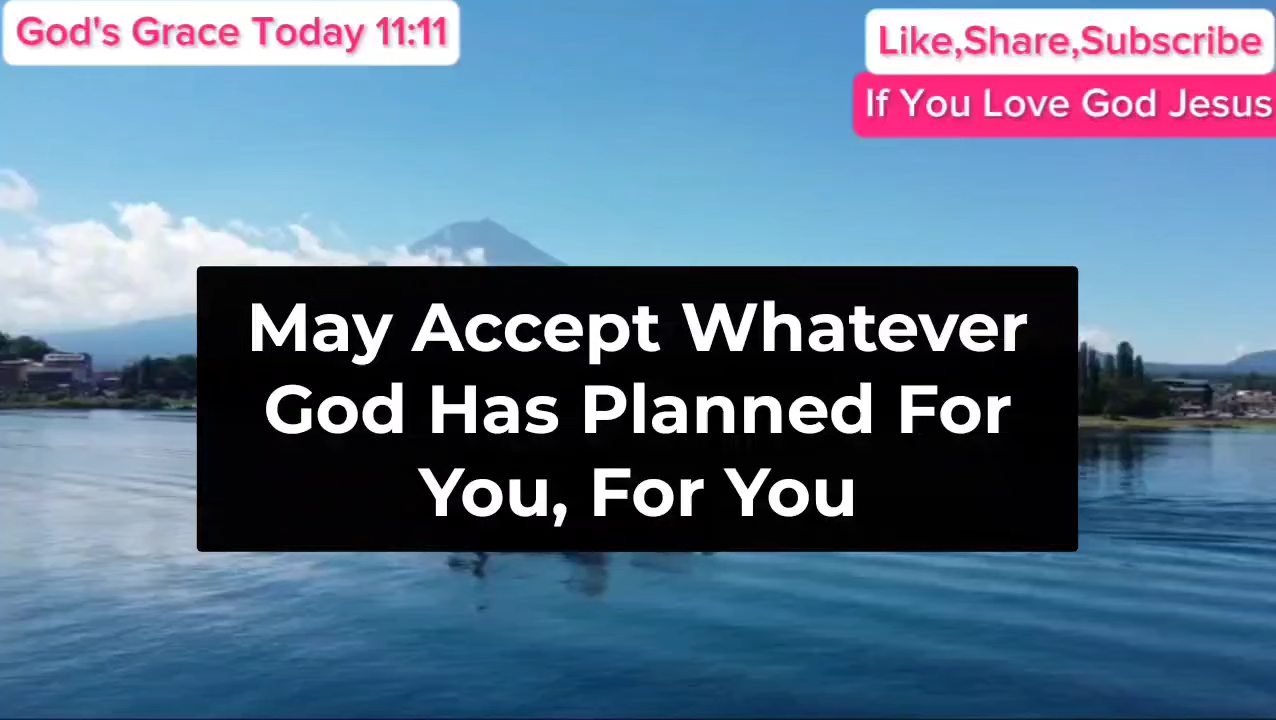 God's Grace Today 11:11
Like,Share,Subscribe
If You Love God Jesus
May Accept Whatever
God Has Planned For
You, For You